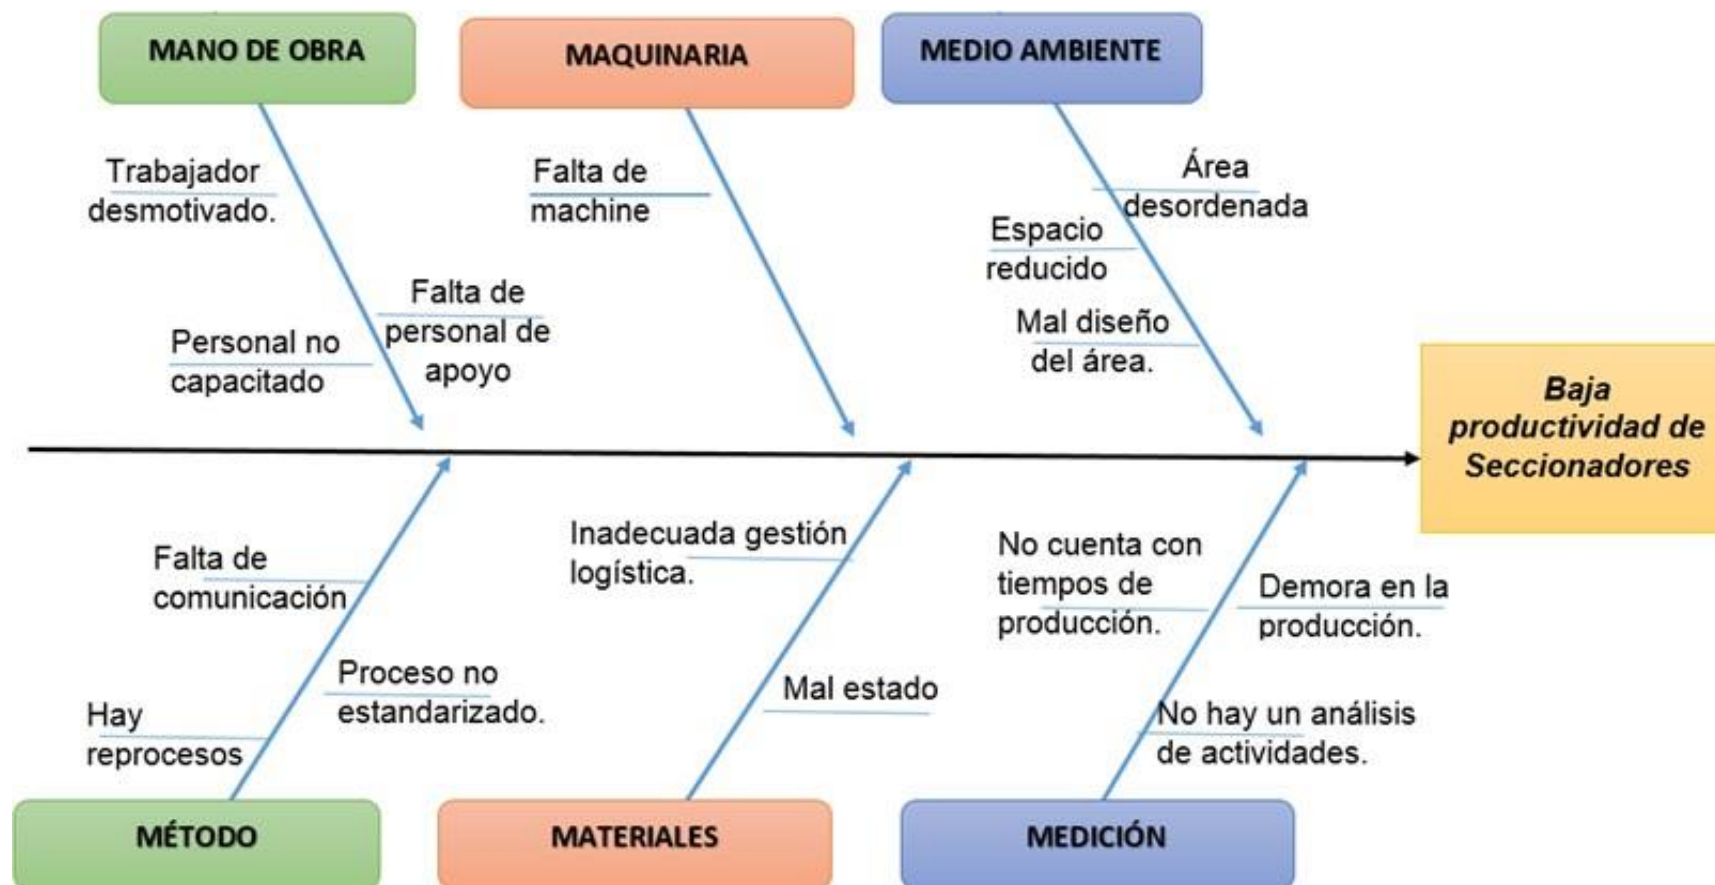 MANO DE OBRA
MAQUINARIA
MEDIO AMBIENTE
Trabajador
desmotivado.
Personal no
capacitado
Falta de
personal de
apoyo
Falta de
machine
Área
desordenada
Espacio
reducido
Mal diseño
del área.
Baja
productividad de
Seccionadores
Falta de
comunicación
Hay
reprocesos
Proceso no
estandarizado.
Inadecuada gestión
logística.
Mal estado
No cuenta con
tiempos de
producción.
Demora en la
producción.
No hay un análisis
de actividades.
MÉTODO
MATERIALES
MEDICIÓN